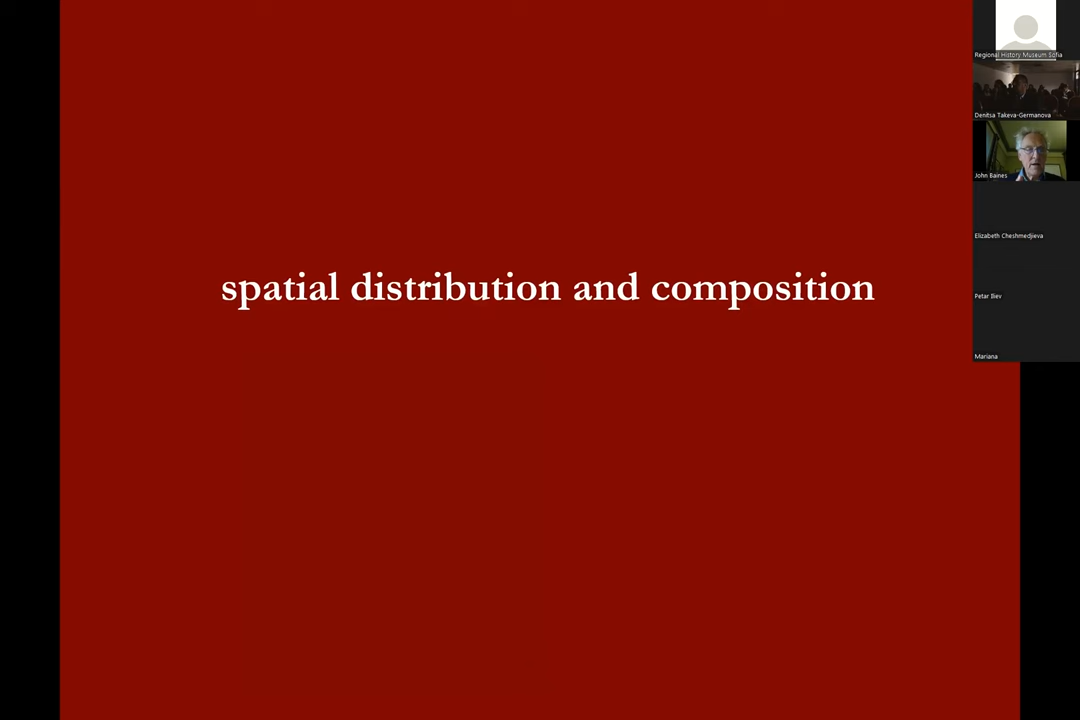 Regional History Museum Sofia
Denitsa Takeva-Germanova
John Baines
spatial distribution and composition
Elizabeth Cheshmedjieva
Petar Iliev
Mariana